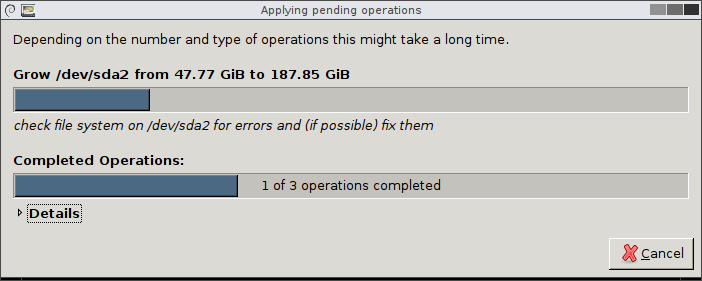 Applying pending operations
Depending on the number and type of operations this might take a long time.
Grow /dev/sda2 from 47.77 GiB to 187.85 GiB
check file system on /dev/sda2 for errors and (if possible) fix them
Completed Operations:
1 of 3 operations completed
Details
Cancel